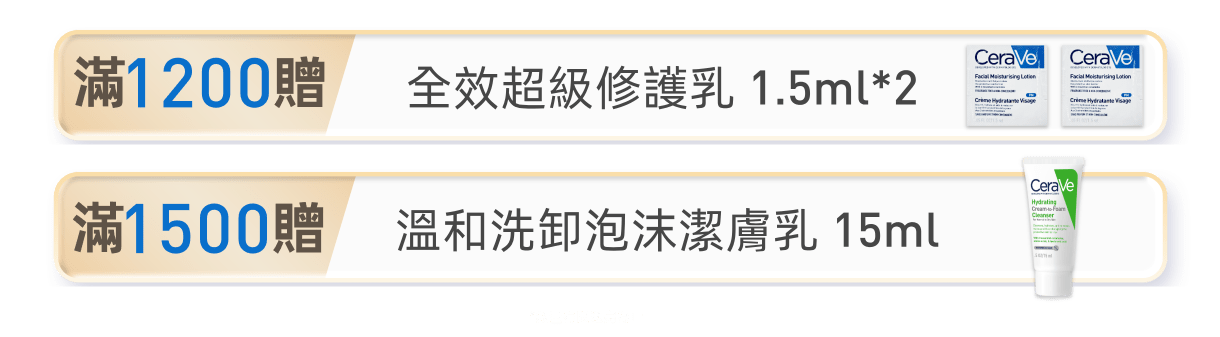 滿1200贈
全效超級修護乳 1.5ml*2
CeraVe
Facial Moisturising Lotion
Crème Hydratante Visage
CeraVe
Facial Moisturising Lotion
Crème Hydratante Visage
滿1500贈
溫和洗卸泡沫潔膚乳 15ml
CeraVe
Hydrating
Cream-to-Foam
Cleanser